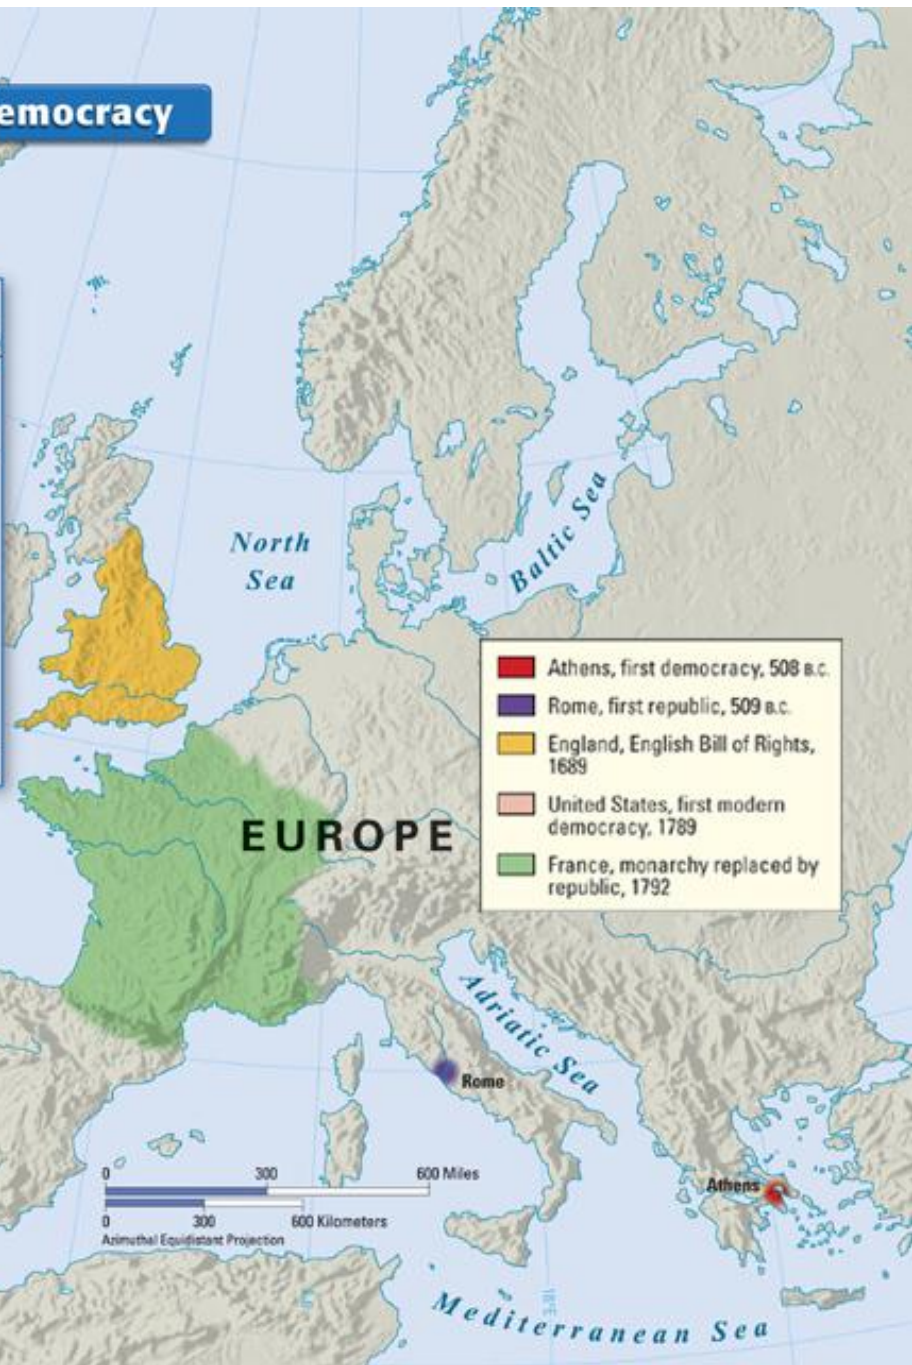 emocracy
North
Sea
Baltic Sea
Athens, first democracy, 508 B.C.
Rome, first republic, 509 B.C.
England, English Bill of Rights,
1689
United States, first modern
democracy, 1789
France, monarchy replaced by
republic, 1792
EUROPE
Adriatic Sea
Rome
Athens
0 300 600 Miles
0 300 600 Kilometers
Azimuthal Equidistant Projection
18°E
Mediterranean Sea